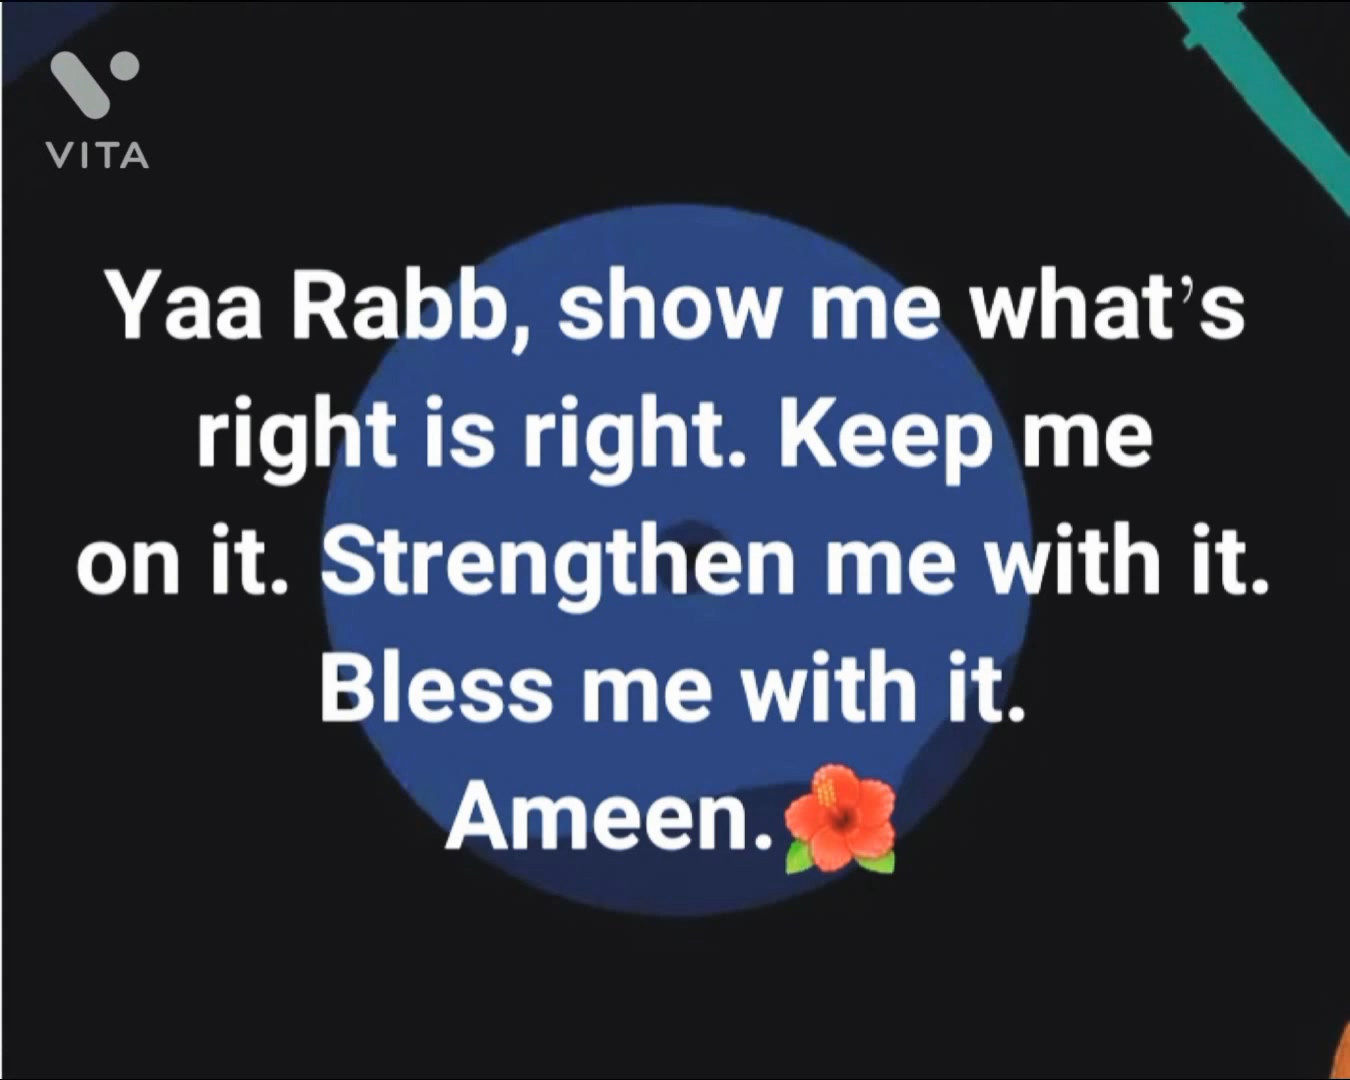 VITA
Yaa Rabb, show me what’s
right is right. Keep me
on it. Strengthen me with it.
Bless me with it.
Ameen.🌺